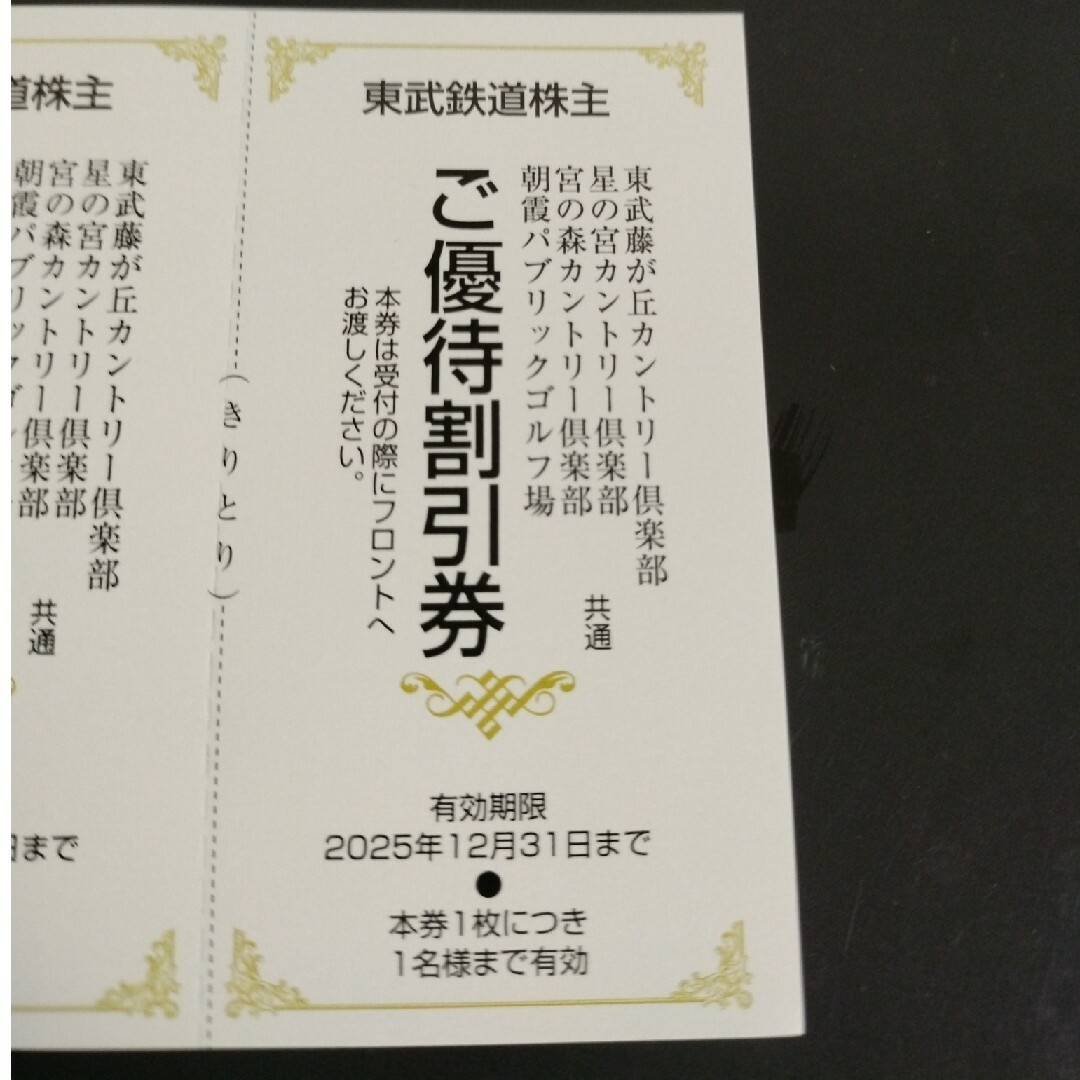 東武鉄道株主
東武藤が丘カントリー倶楽部
星の宮カントリー倶楽部
宮の森カントリー倶楽部
朝霞パブリックゴルフ場
共通
ご優待割引券
本券は受付の際にフロントへ
お渡しください。
有効期限
2025年12月31日まで
●
本券1枚につき
1名様まで有効
(きりとり)
道株主
東武藤が丘カントリー倶楽部
星の宮カントリー倶楽部
宮の森カントリー倶楽部
朝霞パブリッ
共通
日まで